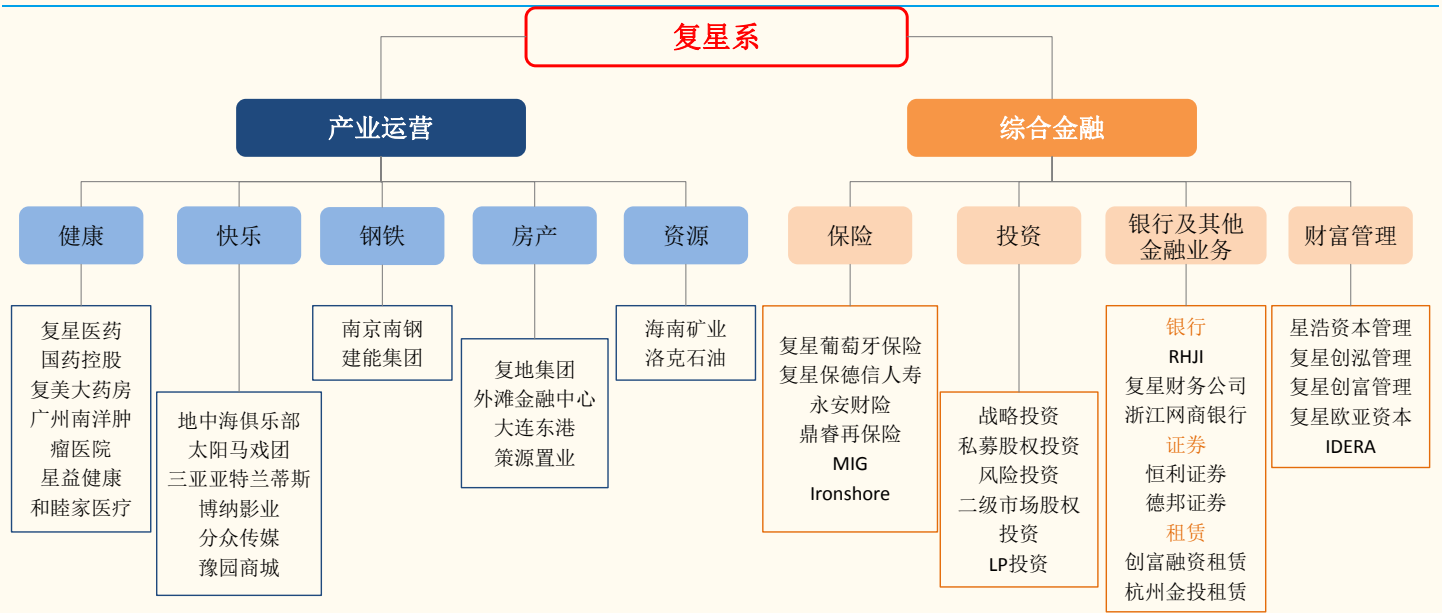 复星系
产业运营
综合金融
健康
快乐
钢铁
房产
资源
保险
投资
银行及其他
金融业务
财富管理
复星医药
国药控股
复美大药房
广州南洋肿
瘤医院
星益健康
和睦家医疗
地中海俱乐部
太阳马戏团
三亚亚特兰蒂斯
博纳影业
分众传媒
豫园商城
南京南钢
建能集团
复地集团
外滩金融中心
大连东港
策源置业
海南矿业
洛克石油
复星葡萄牙保险
复星保德信人寿
永安财险
鼎睿再保险
MIG
Ironshore
战略投资
私募股权投资
风险投资
二级市场股权
投资
LP投资
银行
RHJI
复星财务公司
浙江网商银行
证券
恒利证券
德邦证券
租赁
创富融资租赁
杭州金投租赁
星浩资本管理
复星创泓管理
复星创富管理
复星欧亚资本
IDERA